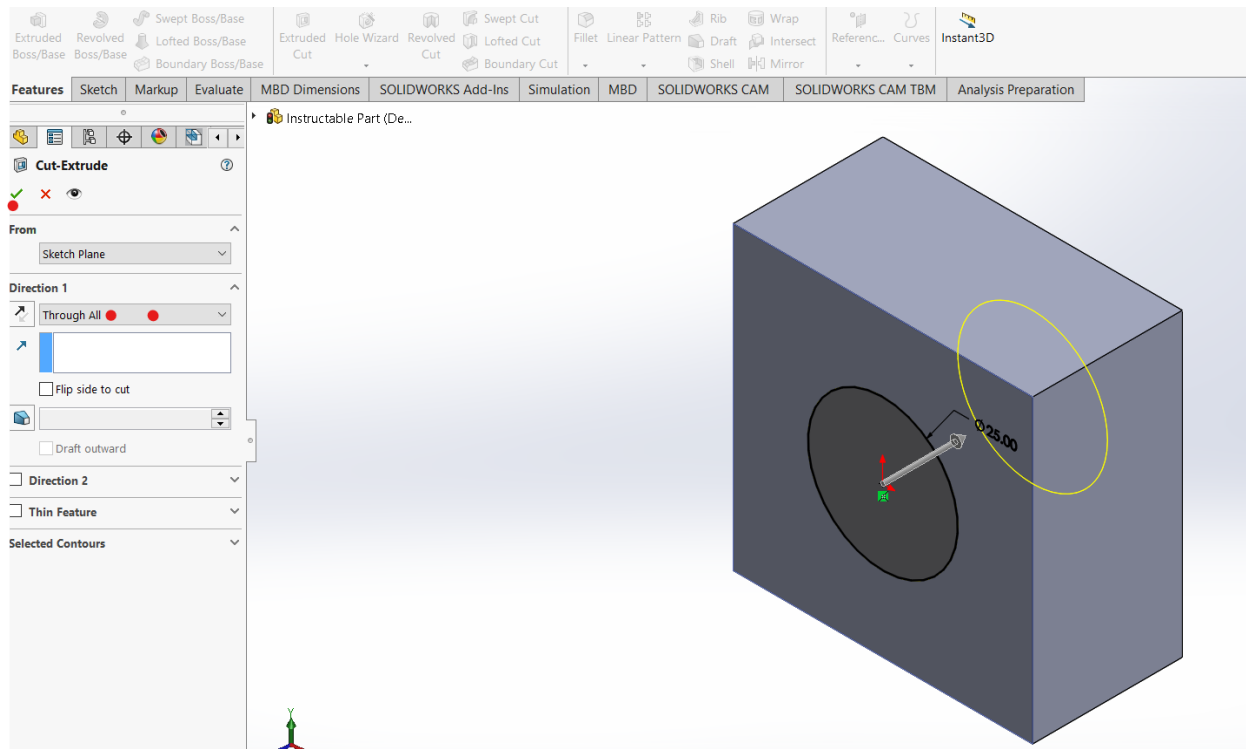 Extruded Boss/Base
Revolved Boss/Base
Swept Boss/Base
Lofted Boss/Base
Boundary Boss/Base
Extruded Cut
Hole Wizard
Revolved Cut
Swept Cut
Lofted Cut
Boundary Cut
Fillet
Linear Pattern
Rib
Draft
Shell
Wrap
Intersect
Mirror
Referenc...
Curves
Instant3D
Features Sketch Markup Evaluate MBD Dimensions SOLIDWORKS Add-Ins Simulation MBD SOLIDWORKS CAM SOLIDWORKS CAM TBM Analysis Preparation
Instructable Part (De...
Cut-Extrude
From
Sketch Plane
Direction 1
Through All
Flip side to cut
Draft outward
Direction 2
Thin Feature
Selected Contours
Ø25.00
Y